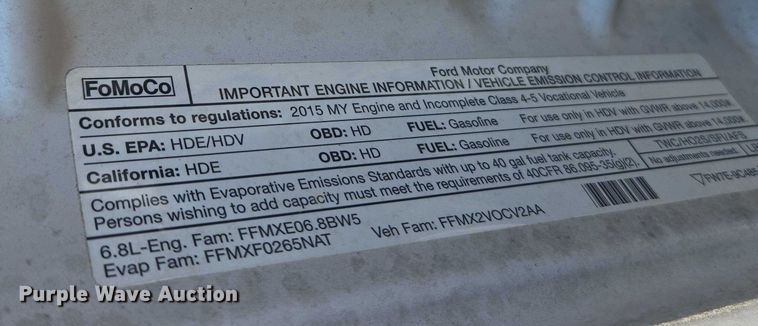 FoMoCo
Ford Motor Company
IMPORTANT ENGINE INFORMATION / VEHICLE EMISSION CONTROL INFORMATION
Conforms to regulations: 2015 MY Engine and Incomplete Class 4-5 Vocational Vehicle
U.S. EPA: HDE/HDV OBD: HD FUEL: Gasoline For use only in HDV with GVWR above 14,000#
California: HDE OBD: HD FUEL: Gasoline For use only in HDV with GVWR above 14,000#
Complies with Evaporative Emissions Standards with up to 40 gal fuel tank capacity. TWC/HO2S/SFI/AFS
Persons wishing to add capacity must meet the requirements of 40CFR 86.095-35(g)(2). No adjustments needed.
6.8L-Eng. Fam: FFMXE06.8BW5 Veh Fam: FFMX2VOCV2AA
Evap Fam: FFMXF0265NAT
Purple Wave Auction